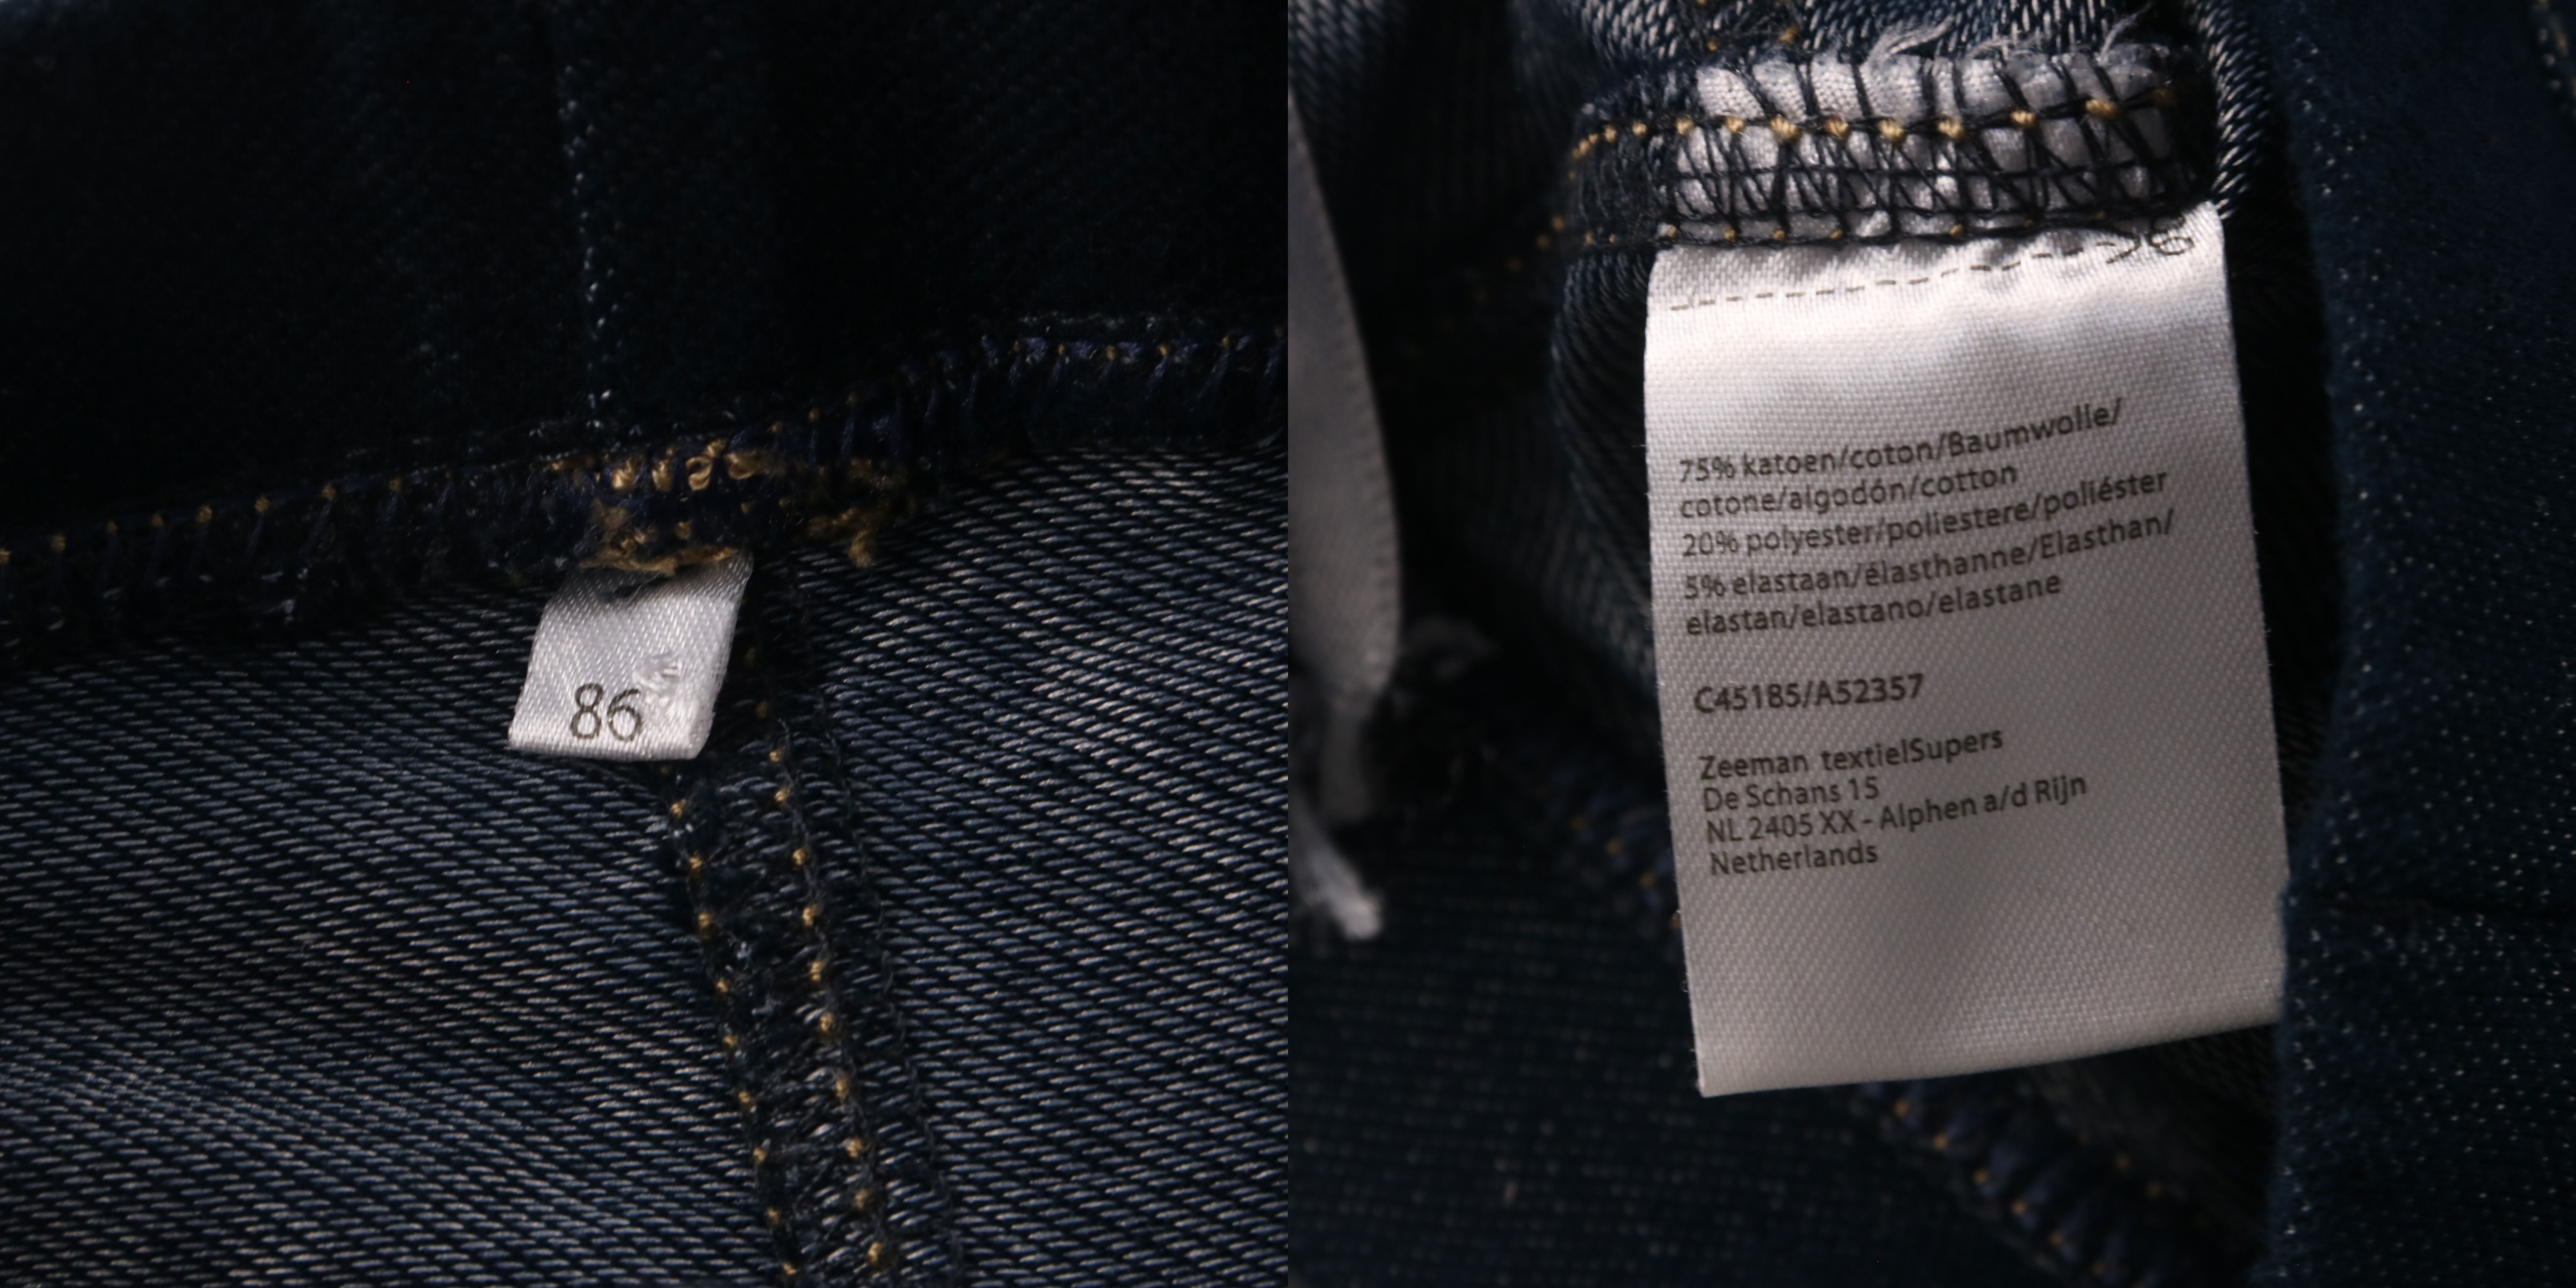 86
75% katoen/coton/Baumwolle/
cotone/algodón/cotton
20% polyester/poliestere/poliéster
5% elastaan/élasthanne/Elasthan/
elastan/elastano/elastane
C45185/A52357
Zeeman textielSupers
De Schans 15
NL 2405 XX - Alphen a/d Rijn
Netherlands